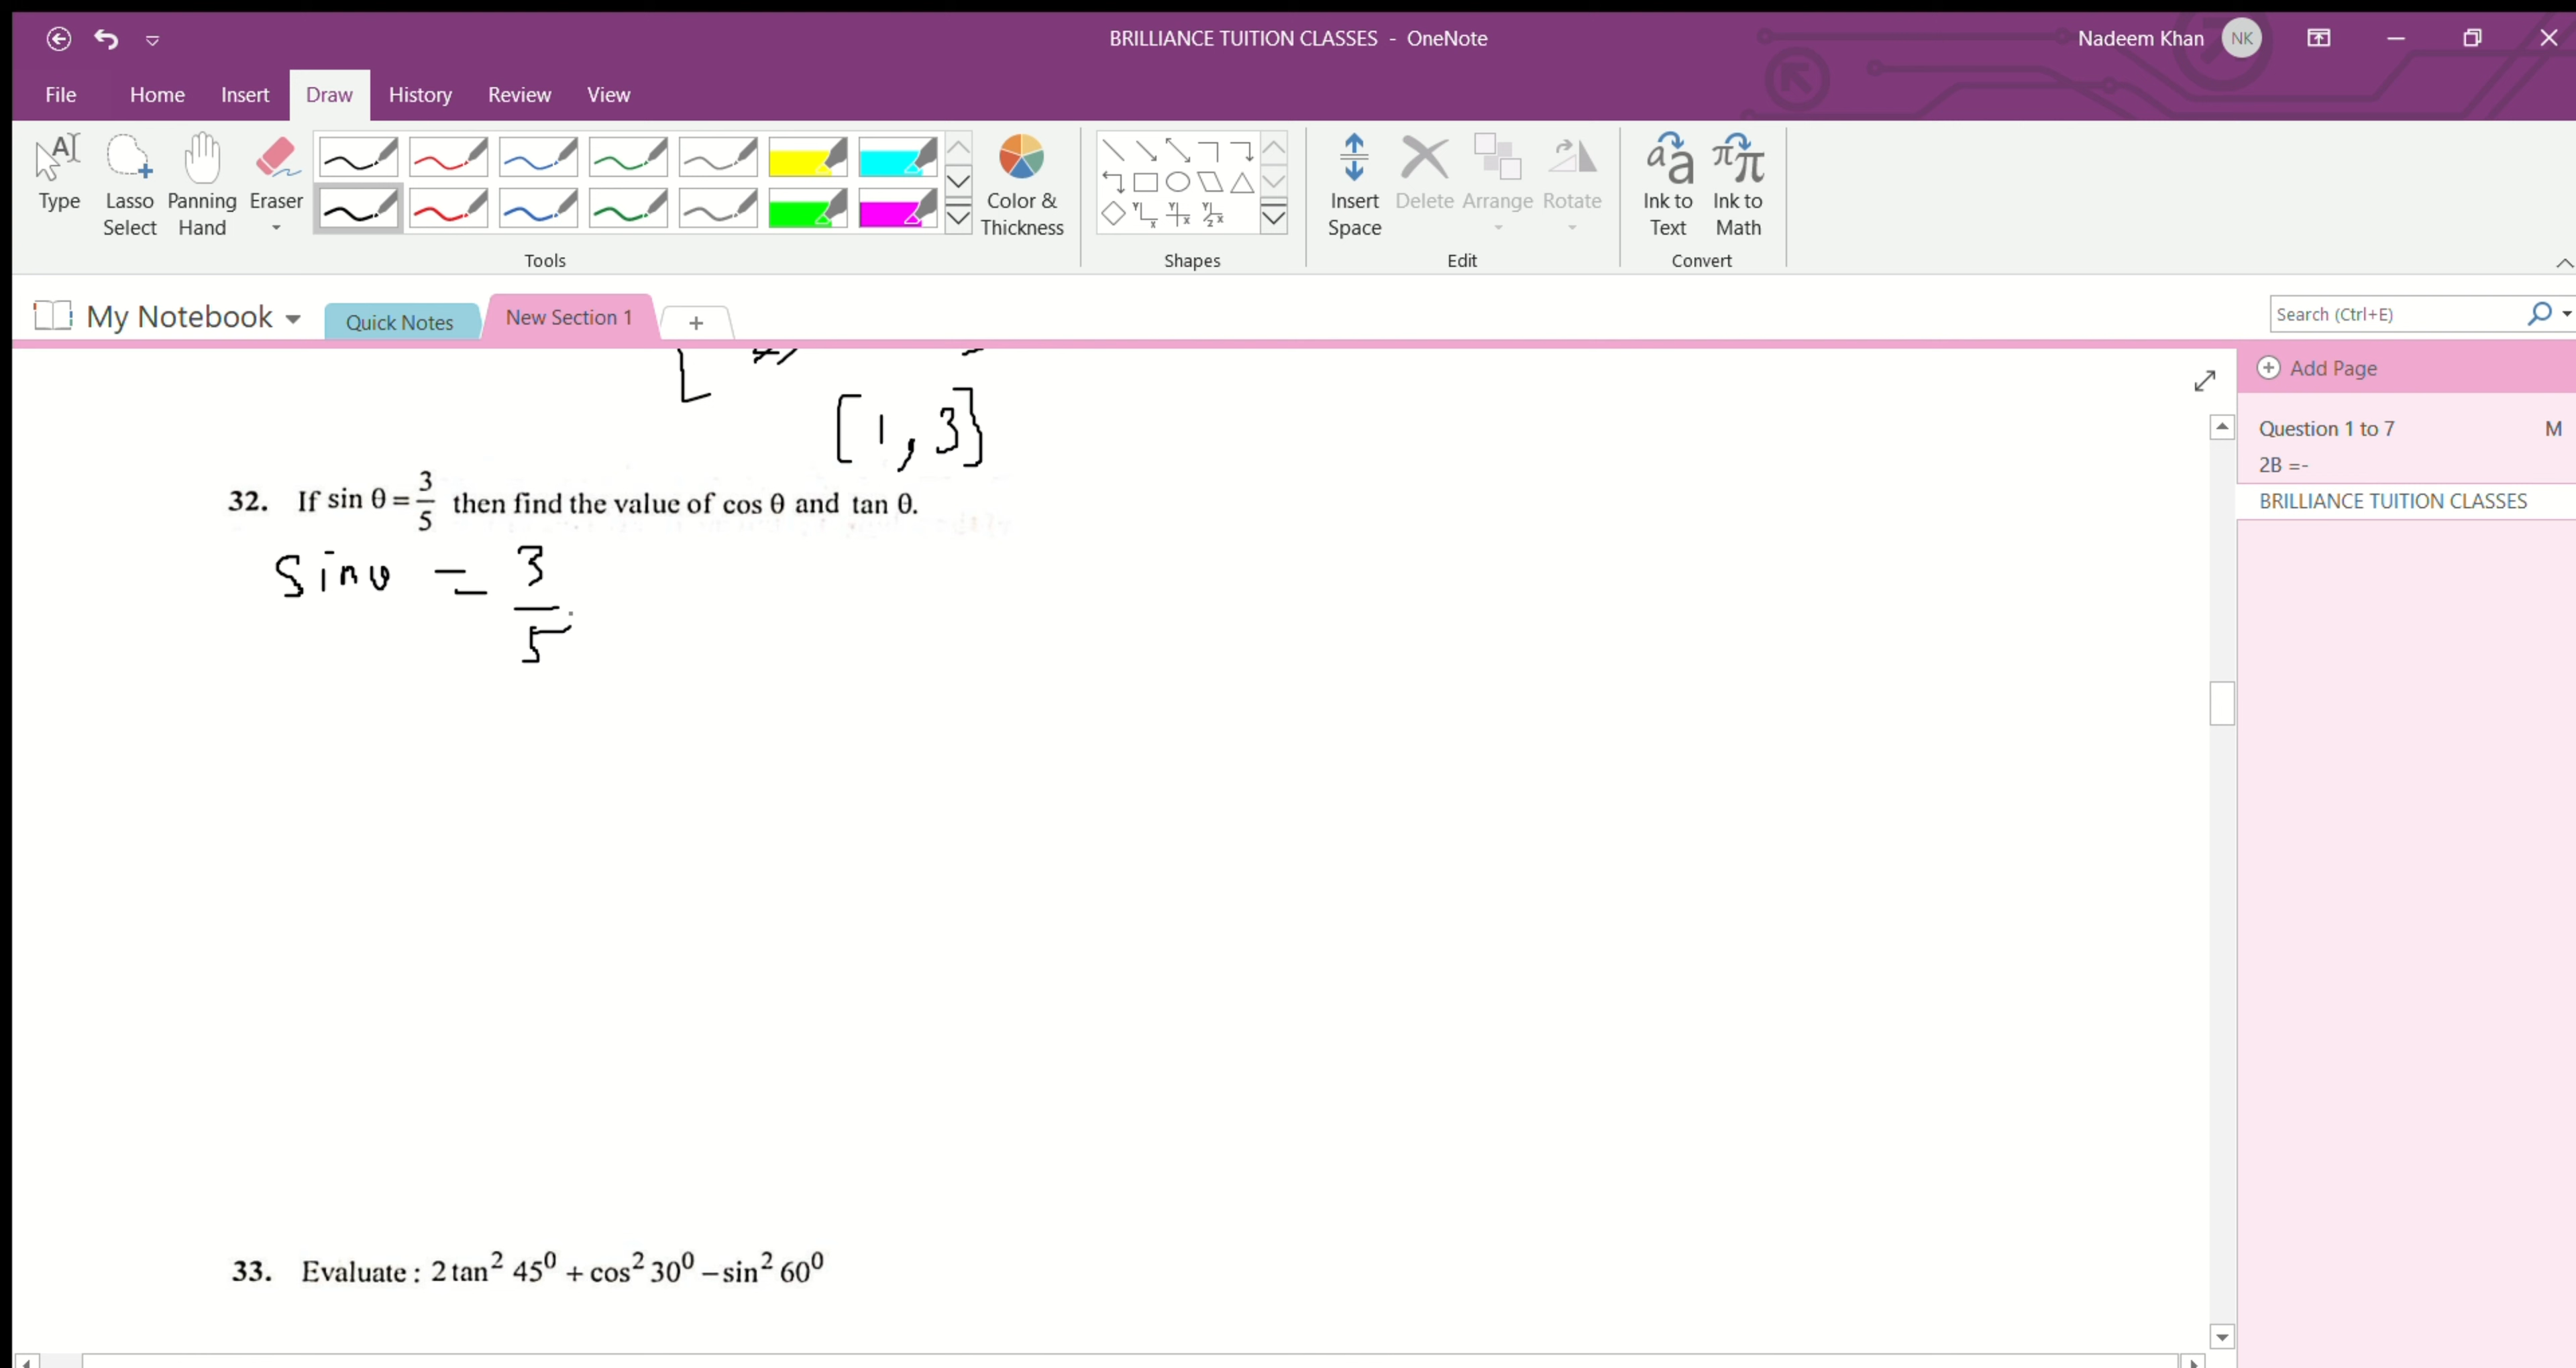 BRILLIANCE TUITION CLASSES - OneNote
Nadeem Khan NK
File Home Insert Draw History Review View
Type
Lasso Select
Panning Hand
Eraser
Color & Thickness
Insert Space
Delete
Arrange
Rotate
Ink to Text
Ink to Math
Tools
Shapes
Edit
Convert
My Notebook
Quick Notes
New Section 1
+
Search (Ctrl+E)
Add Page
Question 1 to 7 M
2B =-
BRILLIANCE TUITION CLASSES
[1, 3]
32. If sin θ = 3/5 then find the value of cos θ and tan θ.
Sin θ = 3/5
33. Evaluate : 2 tan² 45⁰ + cos² 30⁰ – sin² 60⁰